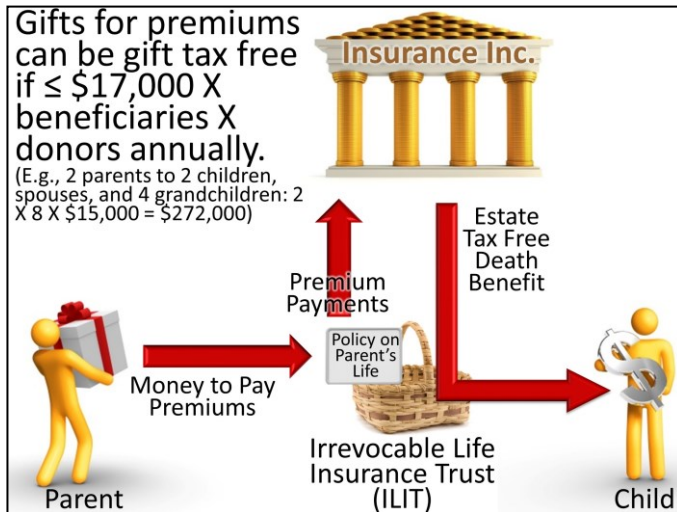 Gifts for premiums
can be gift tax free
if ≤ $17,000 X
beneficiaries X
donors annually.
(E.g., 2 parents to 2 children,
spouses, and 4 grandchildren: 2
X 8 X $15,000 = $272,000)
Insurance Inc.
Estate
Tax Free
Death
Benefit
Premium
Payments
Policy on
Parent's
Life
Money to Pay
Premiums
Irrevocable Life
Insurance Trust
(ILIT)
Parent
Child